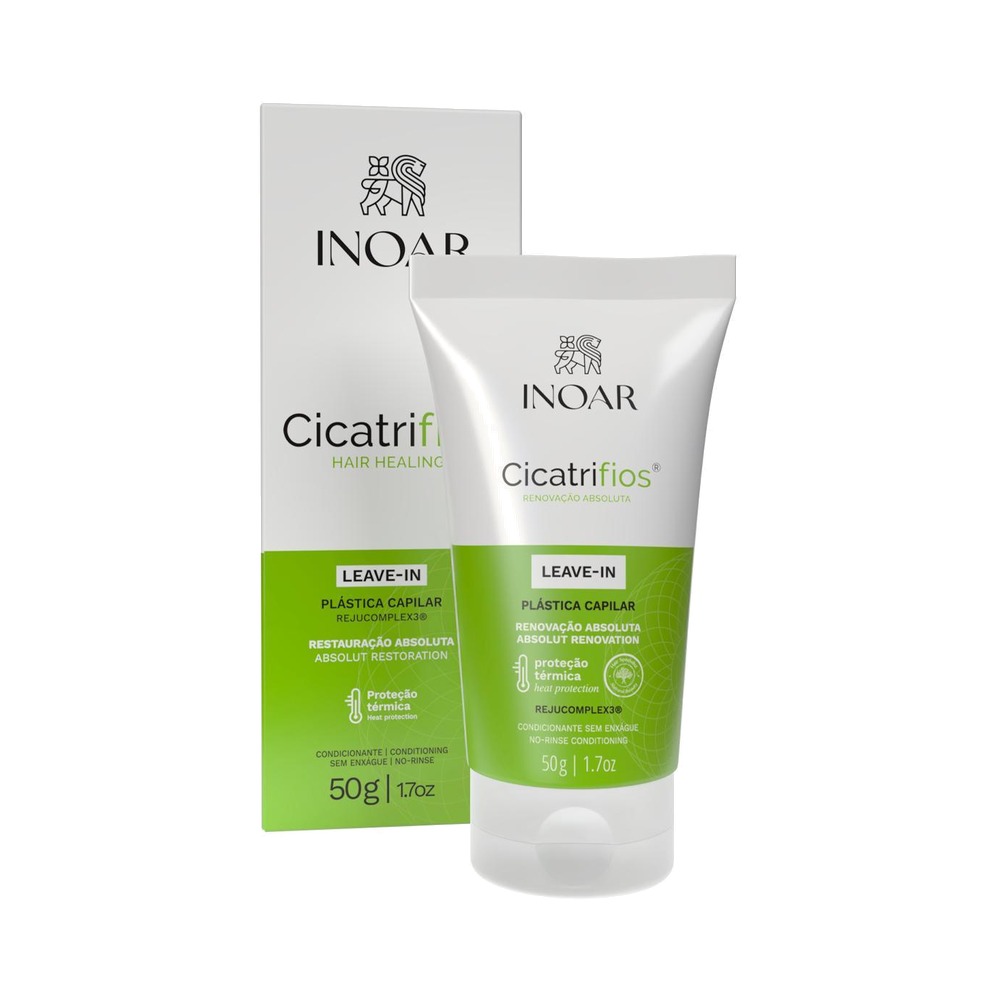 INOAR
Cicatrifi
HAIR HEALING
LEAVE-IN
PLÁSTICA CAPILAR
REJUCOMPLEX3®
RESTAURAÇÃO ABSOLUTA
ABSOLUT RESTORATION
Proteção
térmica
Heat protection
CONDICIONANTE | CONDITIONING
SEM ENXÁGUE | NO-RINSE
50g | 1.7oz
INOAR
Cicatrifios®
RENOVAÇÃO ABSOLUTA
LEAVE-IN
PLÁSTICA CAPILAR
RENOVAÇÃO ABSOLUTA
ABSOLUT RENOVATION
proteção
térmica
heat protection
REJUCOMPLEX3®
CONDICIONANTE SEM ENXÁGUE
NO-RINSE CONDITIONING
50g | 1.7oz